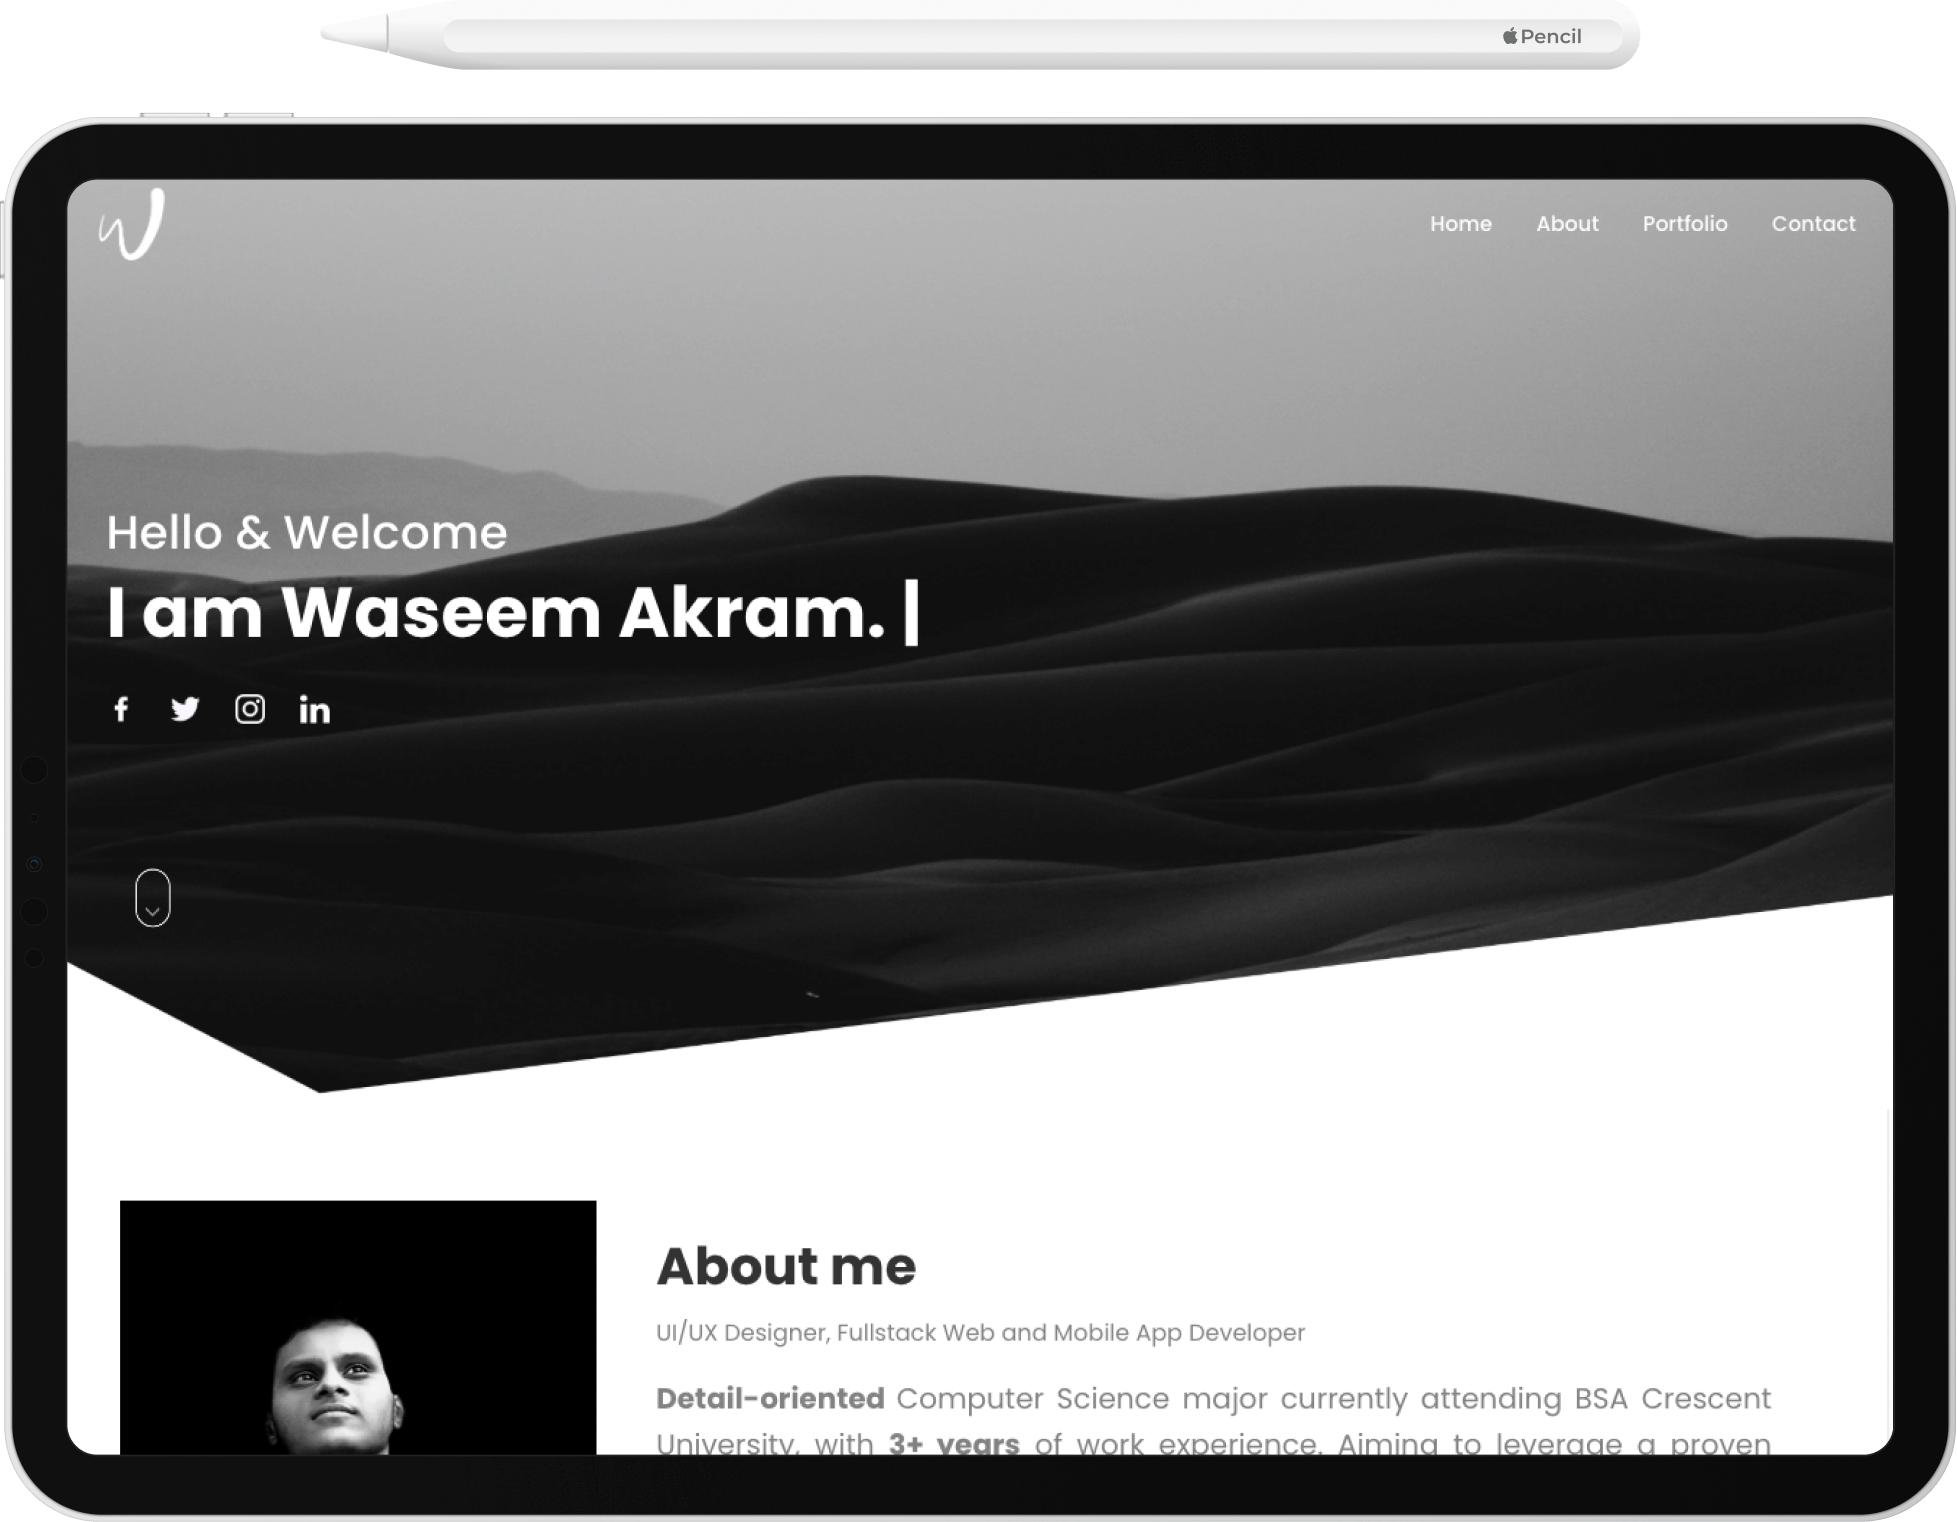 Pencil
W
Home About Portfolio Contact
Hello & Welcome
I am Waseem Akram. |
About me
UI/UX Designer, Fullstack Web and Mobile App Developer
Detail-oriented Computer Science major currently attending BSA Crescent
University, with 3+ years of work experience. Aiming to leverage a proven